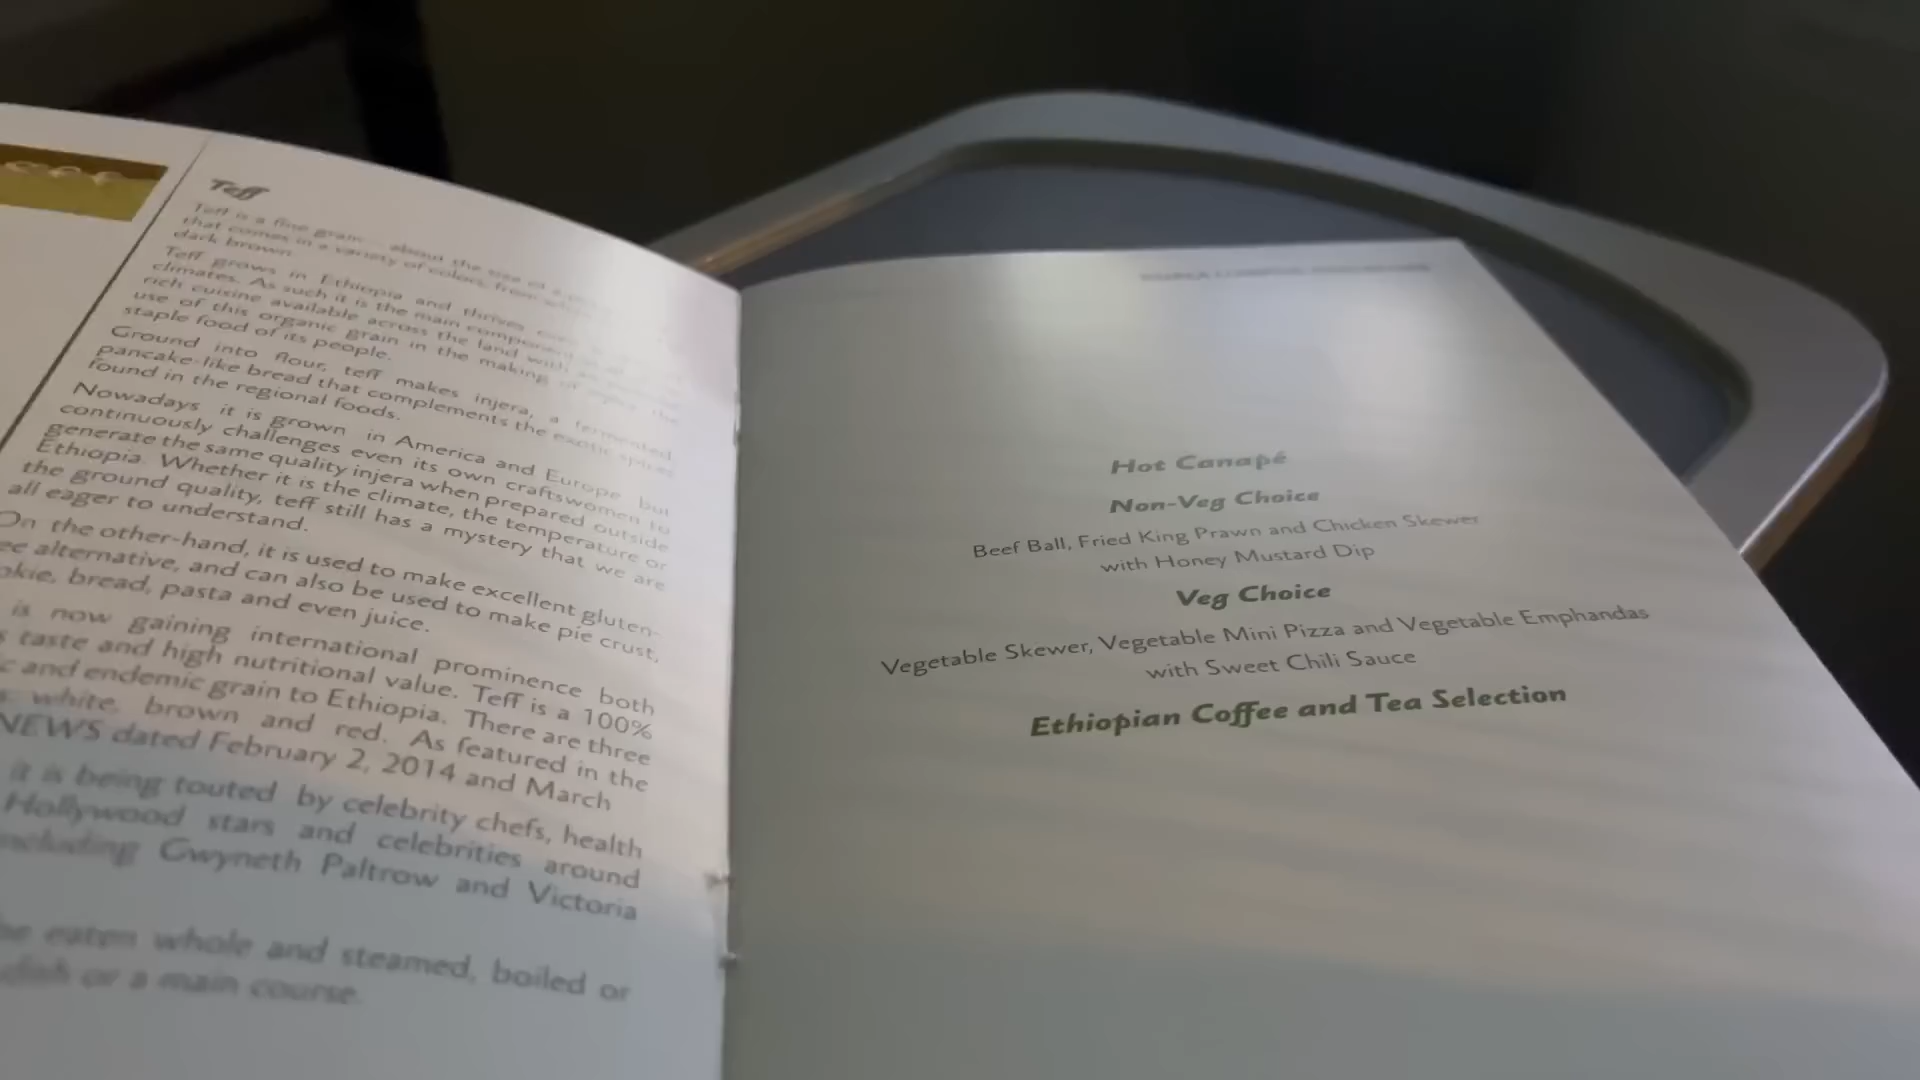 Teff
Teff is a fine grain about the size of a
that comes in a variety of colors, from
dark brown.
Teff grows in Ethiopia and thrives
climates. As such it is the main component
rich cuisine available across the land with
use of this organic grain in the making of
staple food of its people.
Ground into flour, teff makes injera, a fermented,
pancake-like bread that complements the exotic spices
found in the regional foods.
Nowadays it is grown in America and Europe but
continuously challenges even its own craftswomen to
generate the same quality injera when prepared outside
Ethiopia. Whether it is the climate, the temperature or
the ground quality, teff still has a mystery that we are
all eager to understand.
On the other-hand, it is used to make excellent gluten-
ee alternative, and can also be used to make pie crust,
okie, bread, pasta and even juice.
is now gaining international prominence both
s taste and high nutritional value. Teff is a 100%
c and endemic grain to Ethiopia. There are three
s: white, brown and red. As featured in the
NEWS dated February 2, 2014 and March
it is being touted by celebrity chefs, health
Hollywood stars and celebrities around
including Gwyneth Paltrow and Victoria
be eaten whole and steamed, boiled or
dish or a main course.
Hot Canapé
Non-Veg Choice
Beef Ball, Fried King Prawn and Chicken Skewer
with Honey Mustard Dip
Veg Choice
Vegetable Skewer, Vegetable Mini Pizza and Vegetable Emphandas
with Sweet Chili Sauce
Ethiopian Coffee and Tea Selection